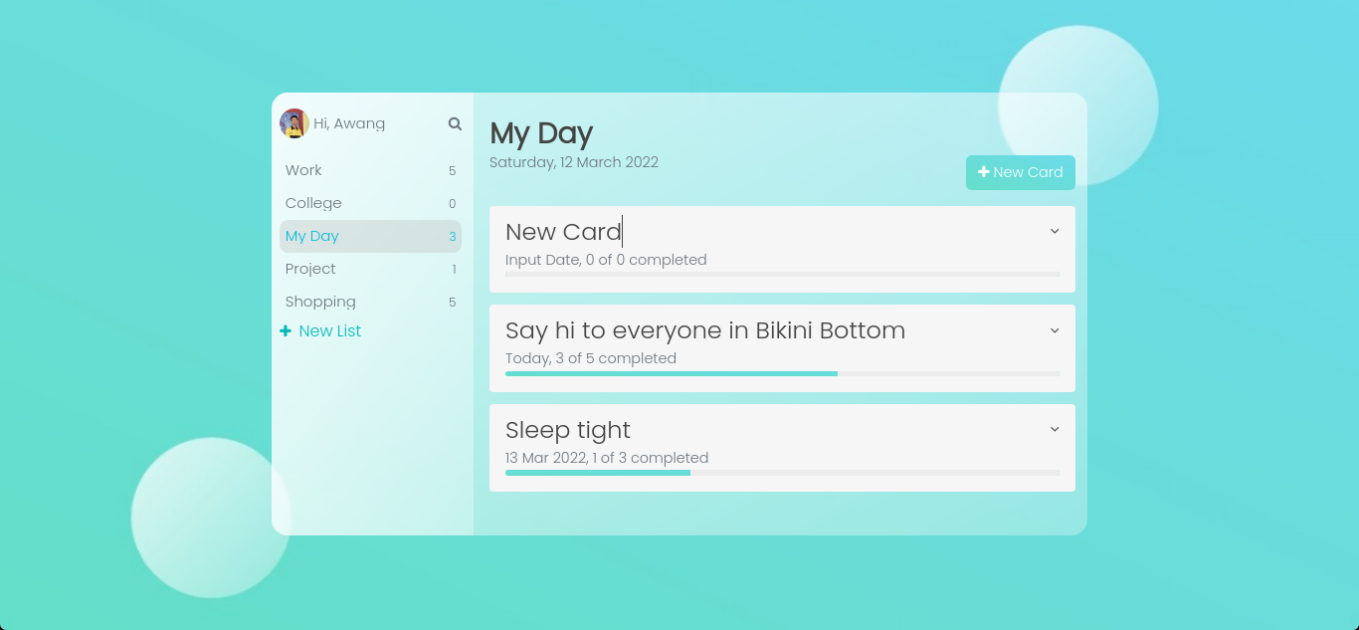 Hi, Awang
Work 5
College 0
My Day 3
Project 1
Shopping 5
New List
My Day
Saturday, 12 March 2022
New Card
New Card
Input Date, 0 of 0 completed
Say hi to everyone in Bikini Bottom
Today, 3 of 5 completed
Sleep tight
13 Mar 2022, 1 of 3 completed